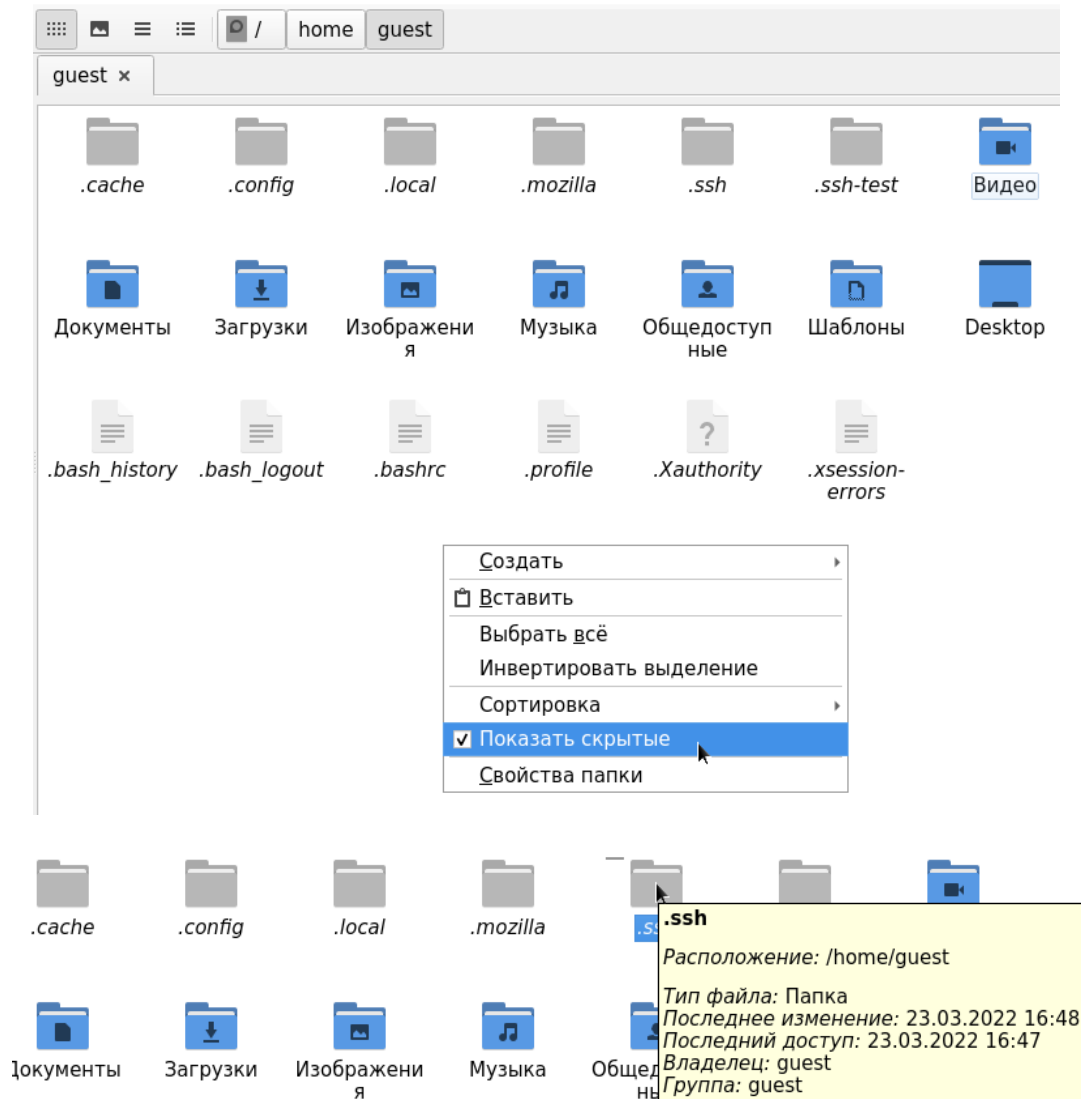 / home guest
guest ×
.cache .config .local .mozilla .ssh .ssh-test Видео
Документы Загрузки Изображени Музыка Общедоступ Шаблоны Desktop
я ные
.bash_history .bash_logout .bashrc .profile .Xauthority .xsession-
errors
Создать
Вставить
Выбрать всё
Инвертировать выделение
Сортировка
Показать скрытые
Свойства папки
.cache .config .local .mozilla
.ssh
Расположение: /home/guest
Тип файла: Папка
Последнее изменение: 23.03.2022 16:48
Последний доступ: 23.03.2022 16:47
Владелец: guest
Группа: guest
Документы Загрузки Изображени Музыка
я